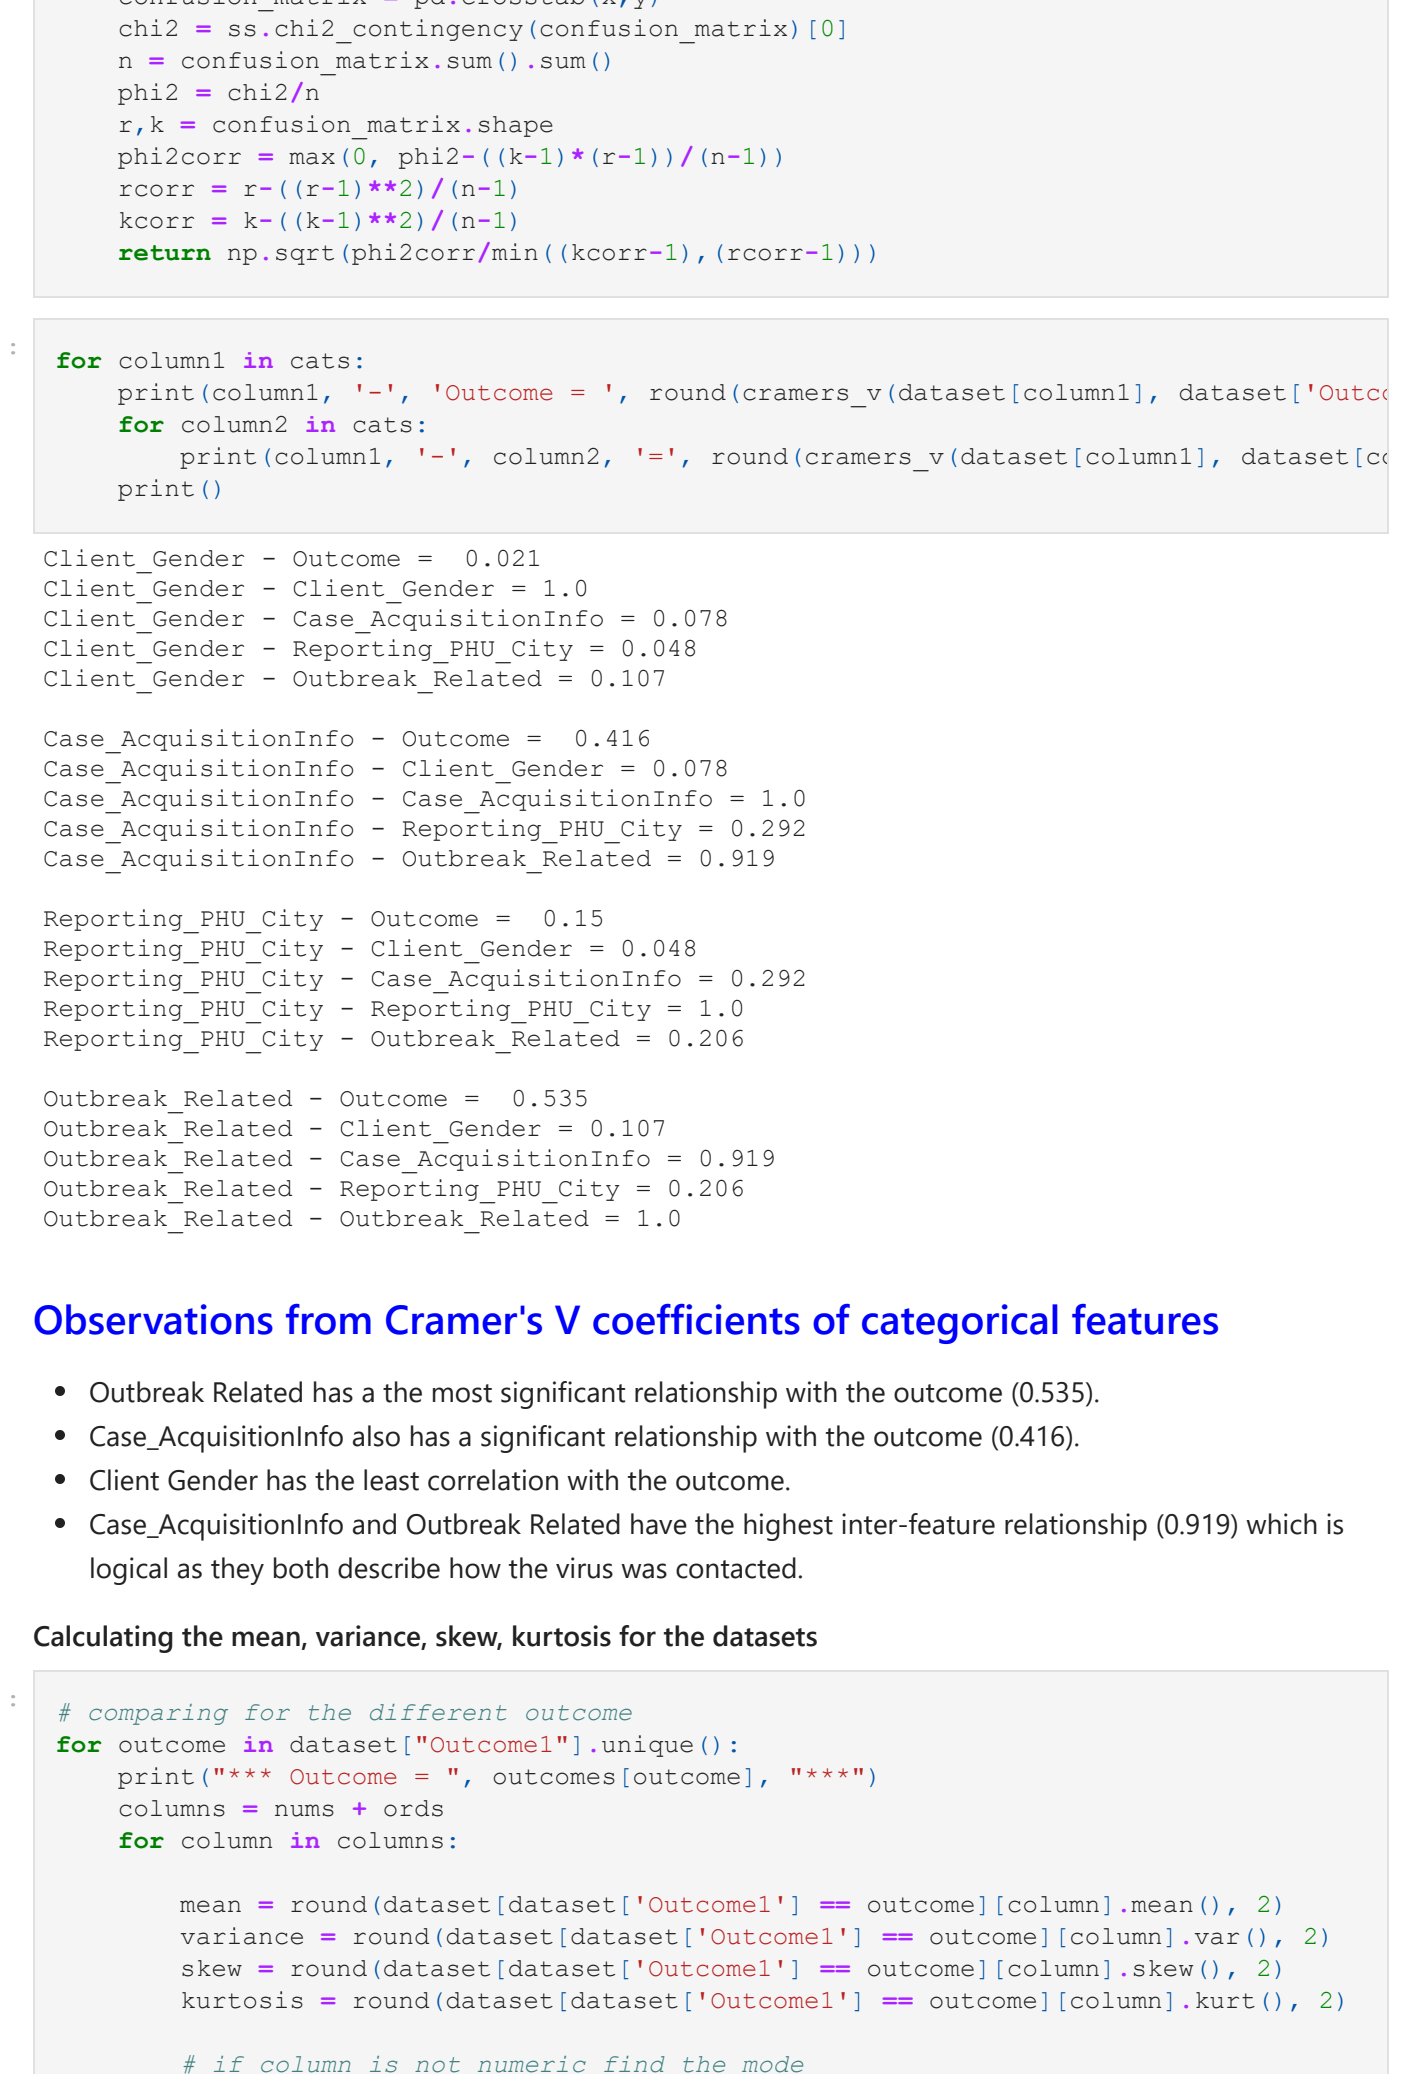 confusion_matrix = pd.crosstab(x,y)
chi2 = ss.chi2_contingency(confusion_matrix)[0]
n = confusion_matrix.sum().sum()
phi2 = chi2/n
r,k = confusion_matrix.shape
phi2corr = max(0, phi2-((k-1)*(r-1))/(n-1))
rcorr = r-((r-1)**2)/(n-1)
kcorr = k-((k-1)**2)/(n-1)
return np.sqrt(phi2corr/min((kcorr-1),(rcorr-1)))
:
for column1 in cats:
print(column1, '-', 'Outcome = ', round(cramers_v(dataset[column1], dataset['Outco
for column2 in cats:
print(column1, '-', column2, '=', round(cramers_v(dataset[column1], dataset[co
print()
Client_Gender - Outcome =  0.021
Client_Gender - Client_Gender = 1.0
Client_Gender - Case_AcquisitionInfo = 0.078
Client_Gender - Reporting_PHU_City = 0.048
Client_Gender - Outbreak_Related = 0.107
Case_AcquisitionInfo - Outcome =  0.416
Case_AcquisitionInfo - Client_Gender = 0.078
Case_AcquisitionInfo - Case_AcquisitionInfo = 1.0
Case_AcquisitionInfo - Reporting_PHU_City = 0.292
Case_AcquisitionInfo - Outbreak_Related = 0.919
Reporting_PHU_City - Outcome =  0.15
Reporting_PHU_City - Client_Gender = 0.048
Reporting_PHU_City - Case_AcquisitionInfo = 0.292
Reporting_PHU_City - Reporting_PHU_City = 1.0
Reporting_PHU_City - Outbreak_Related = 0.206
Outbreak_Related - Outcome =  0.535
Outbreak_Related - Client_Gender = 0.107
Outbreak_Related - Case_AcquisitionInfo = 0.919
Outbreak_Related - Reporting_PHU_City = 0.206
Outbreak_Related - Outbreak_Related = 1.0
Observations from Cramer's V coefficients of categorical features
• Outbreak Related has a the most significant relationship with the outcome (0.535).
• Case_AcquisitionInfo also has a significant relationship with the outcome (0.416).
• Client Gender has the least correlation with the outcome.
• Case_AcquisitionInfo and Outbreak Related have the highest inter-feature relationship (0.919) which is
logical as they both describe how the virus was contacted.
Calculating the mean, variance, skew, kurtosis for the datasets
:
# comparing for the different outcome
for outcome in dataset["Outcome1"].unique():
print("*** Outcome = ", outcomes[outcome], "***")
columns = nums + ords
for column in columns:
mean = round(dataset[dataset['Outcome1'] == outcome][column].mean(), 2)
variance = round(dataset[dataset['Outcome1'] == outcome][column].var(), 2)
skew = round(dataset[dataset['Outcome1'] == outcome][column].skew(), 2)
kurtosis = round(dataset[dataset['Outcome1'] == outcome][column].kurt(), 2)
# if column is not numeric find the mode